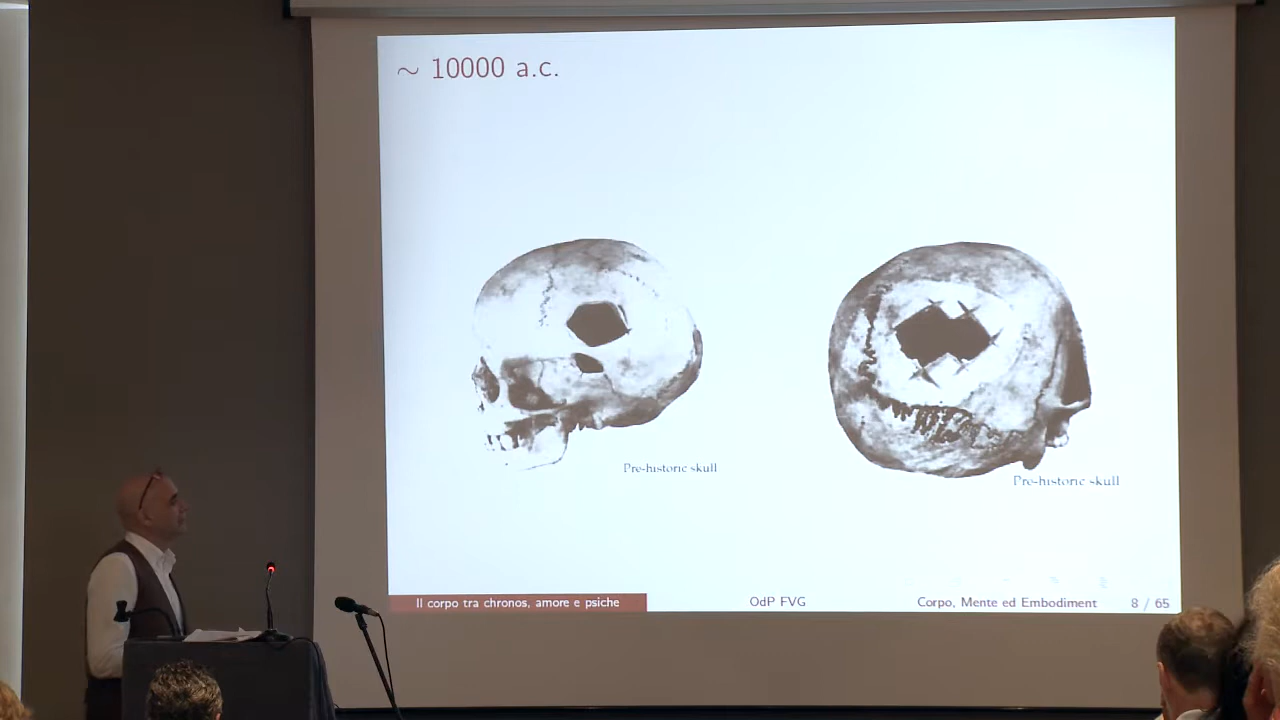 ~ 10000 a.c.
Pre-historic skull
Pre-historic skull
Il corpo tra chronos, amore e psiche
OdP FVG
Corpo, Mente ed Embodiment
8 / 65